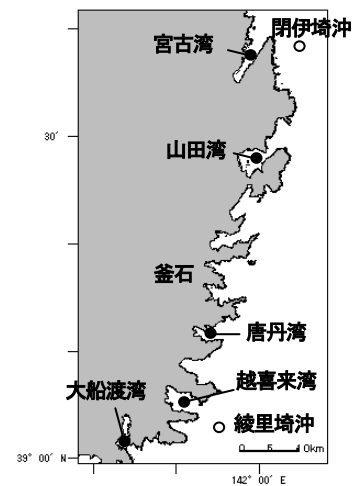 閉伊埼沖
宮古湾
30′
山田湾
釜石
唐丹湾
越喜来湾
大船渡湾
綾里埼沖
0 5 10km
39° 00′ N
142° 00′ E